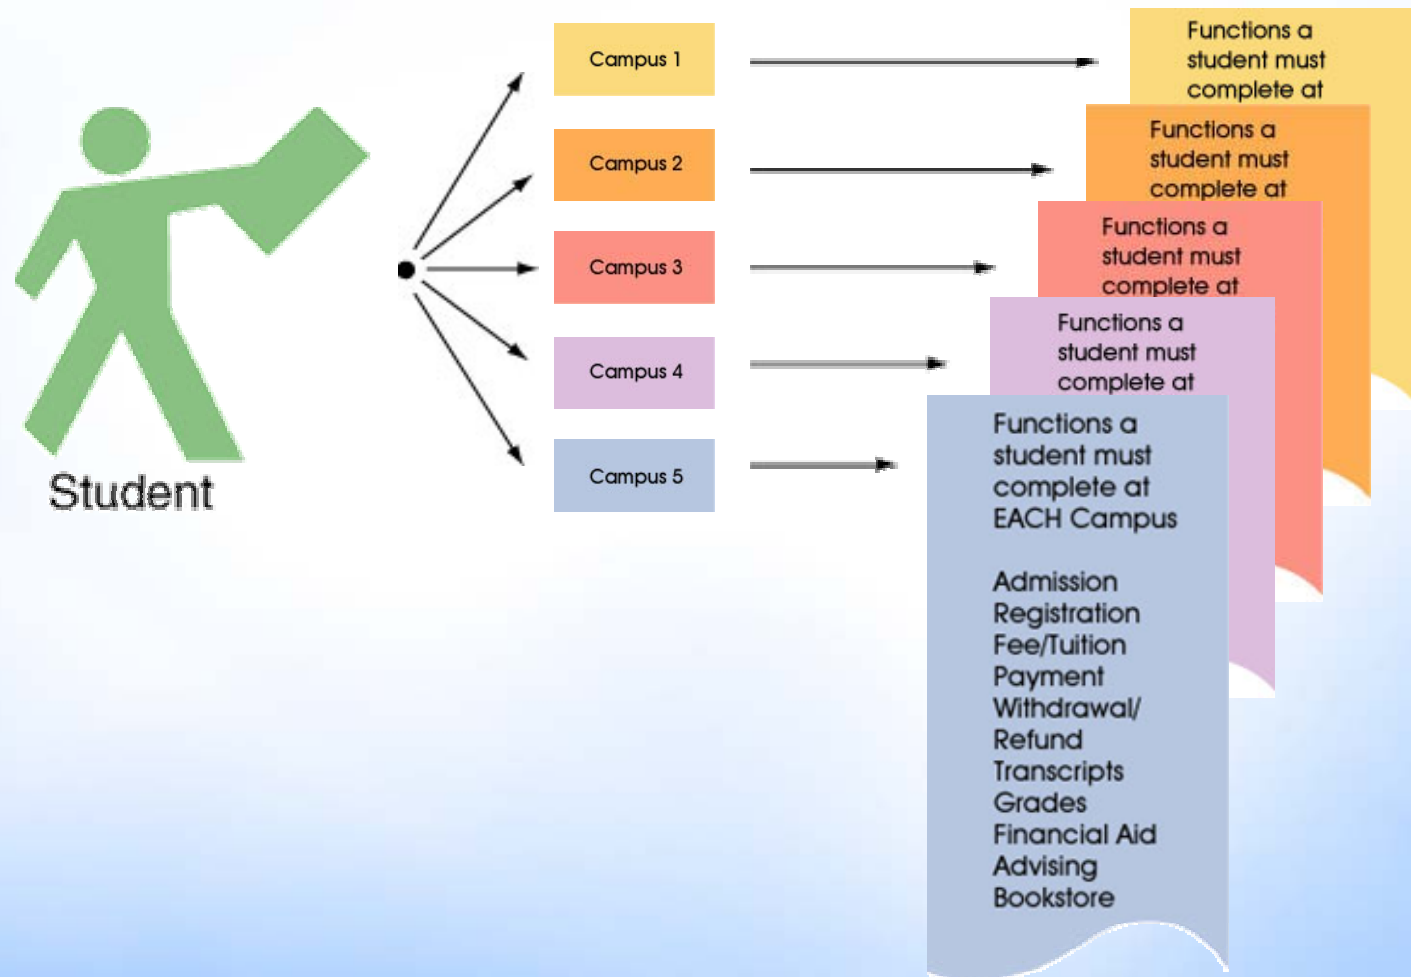 Student
Campus 1
Campus 2
Campus 3
Campus 4
Campus 5
Functions a
student must
complete at
Functions a
student must
complete at
Functions a
student must
complete at
Functions a
student must
complete at
Functions a
student must
complete at
EACH Campus
Admission
Registration
Fee/Tuition
Payment
Withdrawal/
Refund
Transcripts
Grades
Financial Aid
Advising
Bookstore